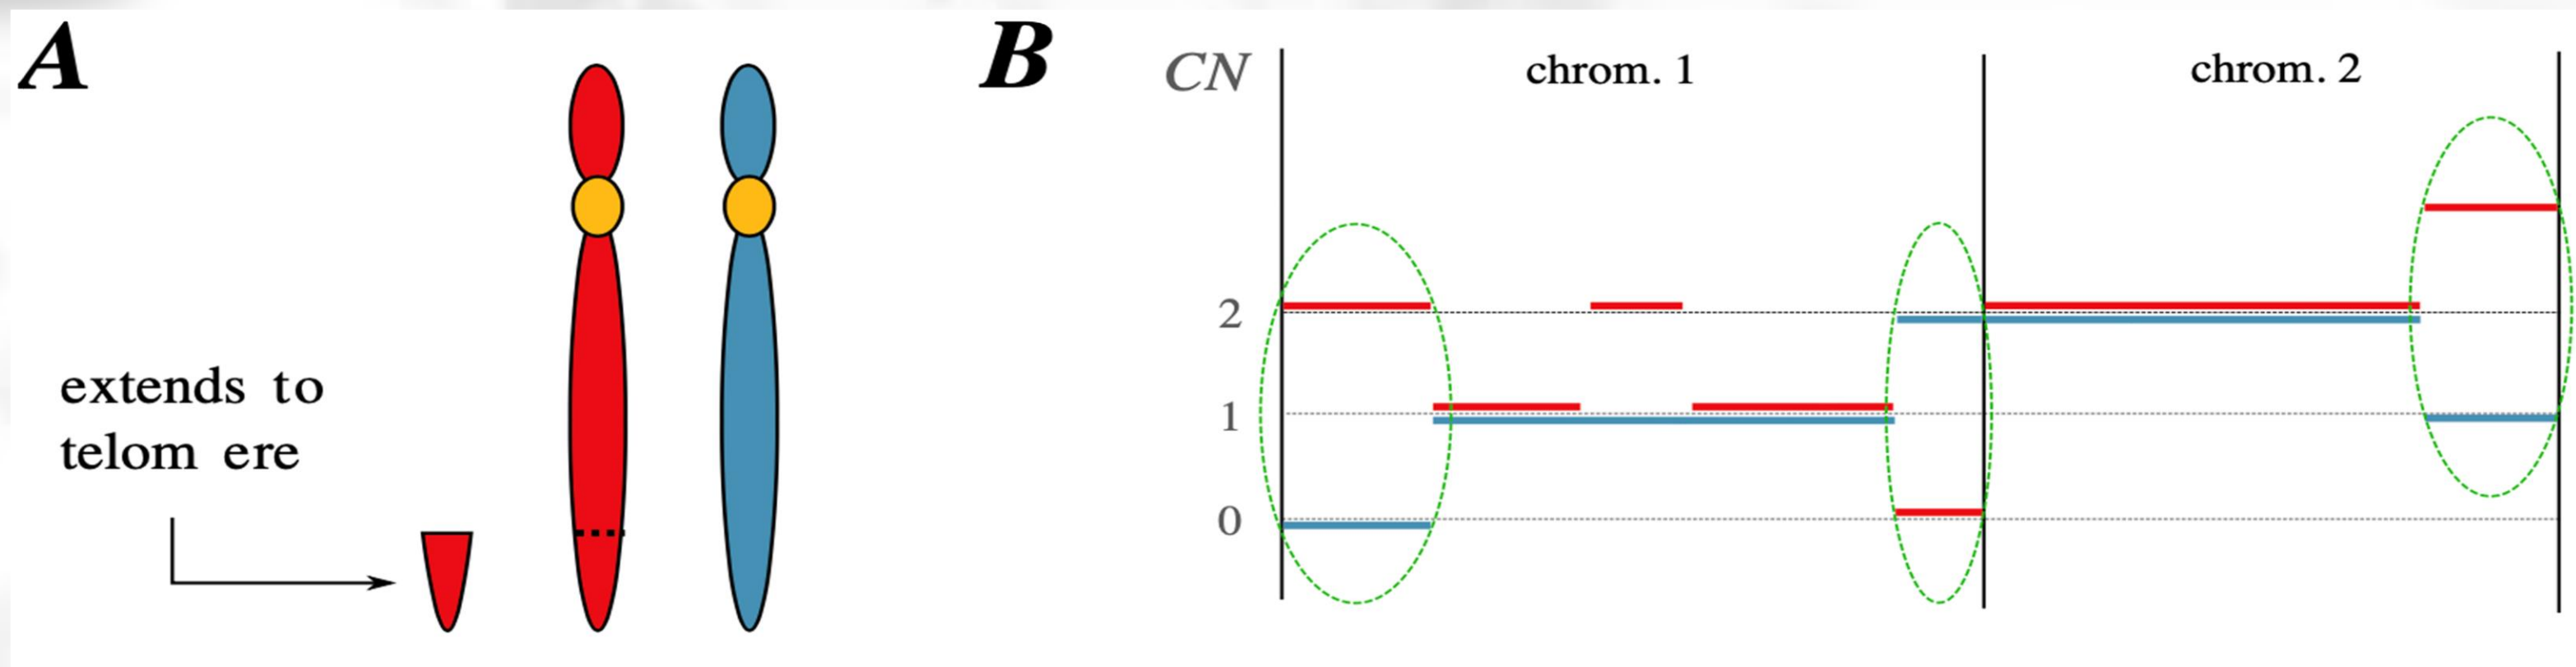 A
extends to
telom ere
B
CN
chrom. 1
chrom. 2
2
1
0